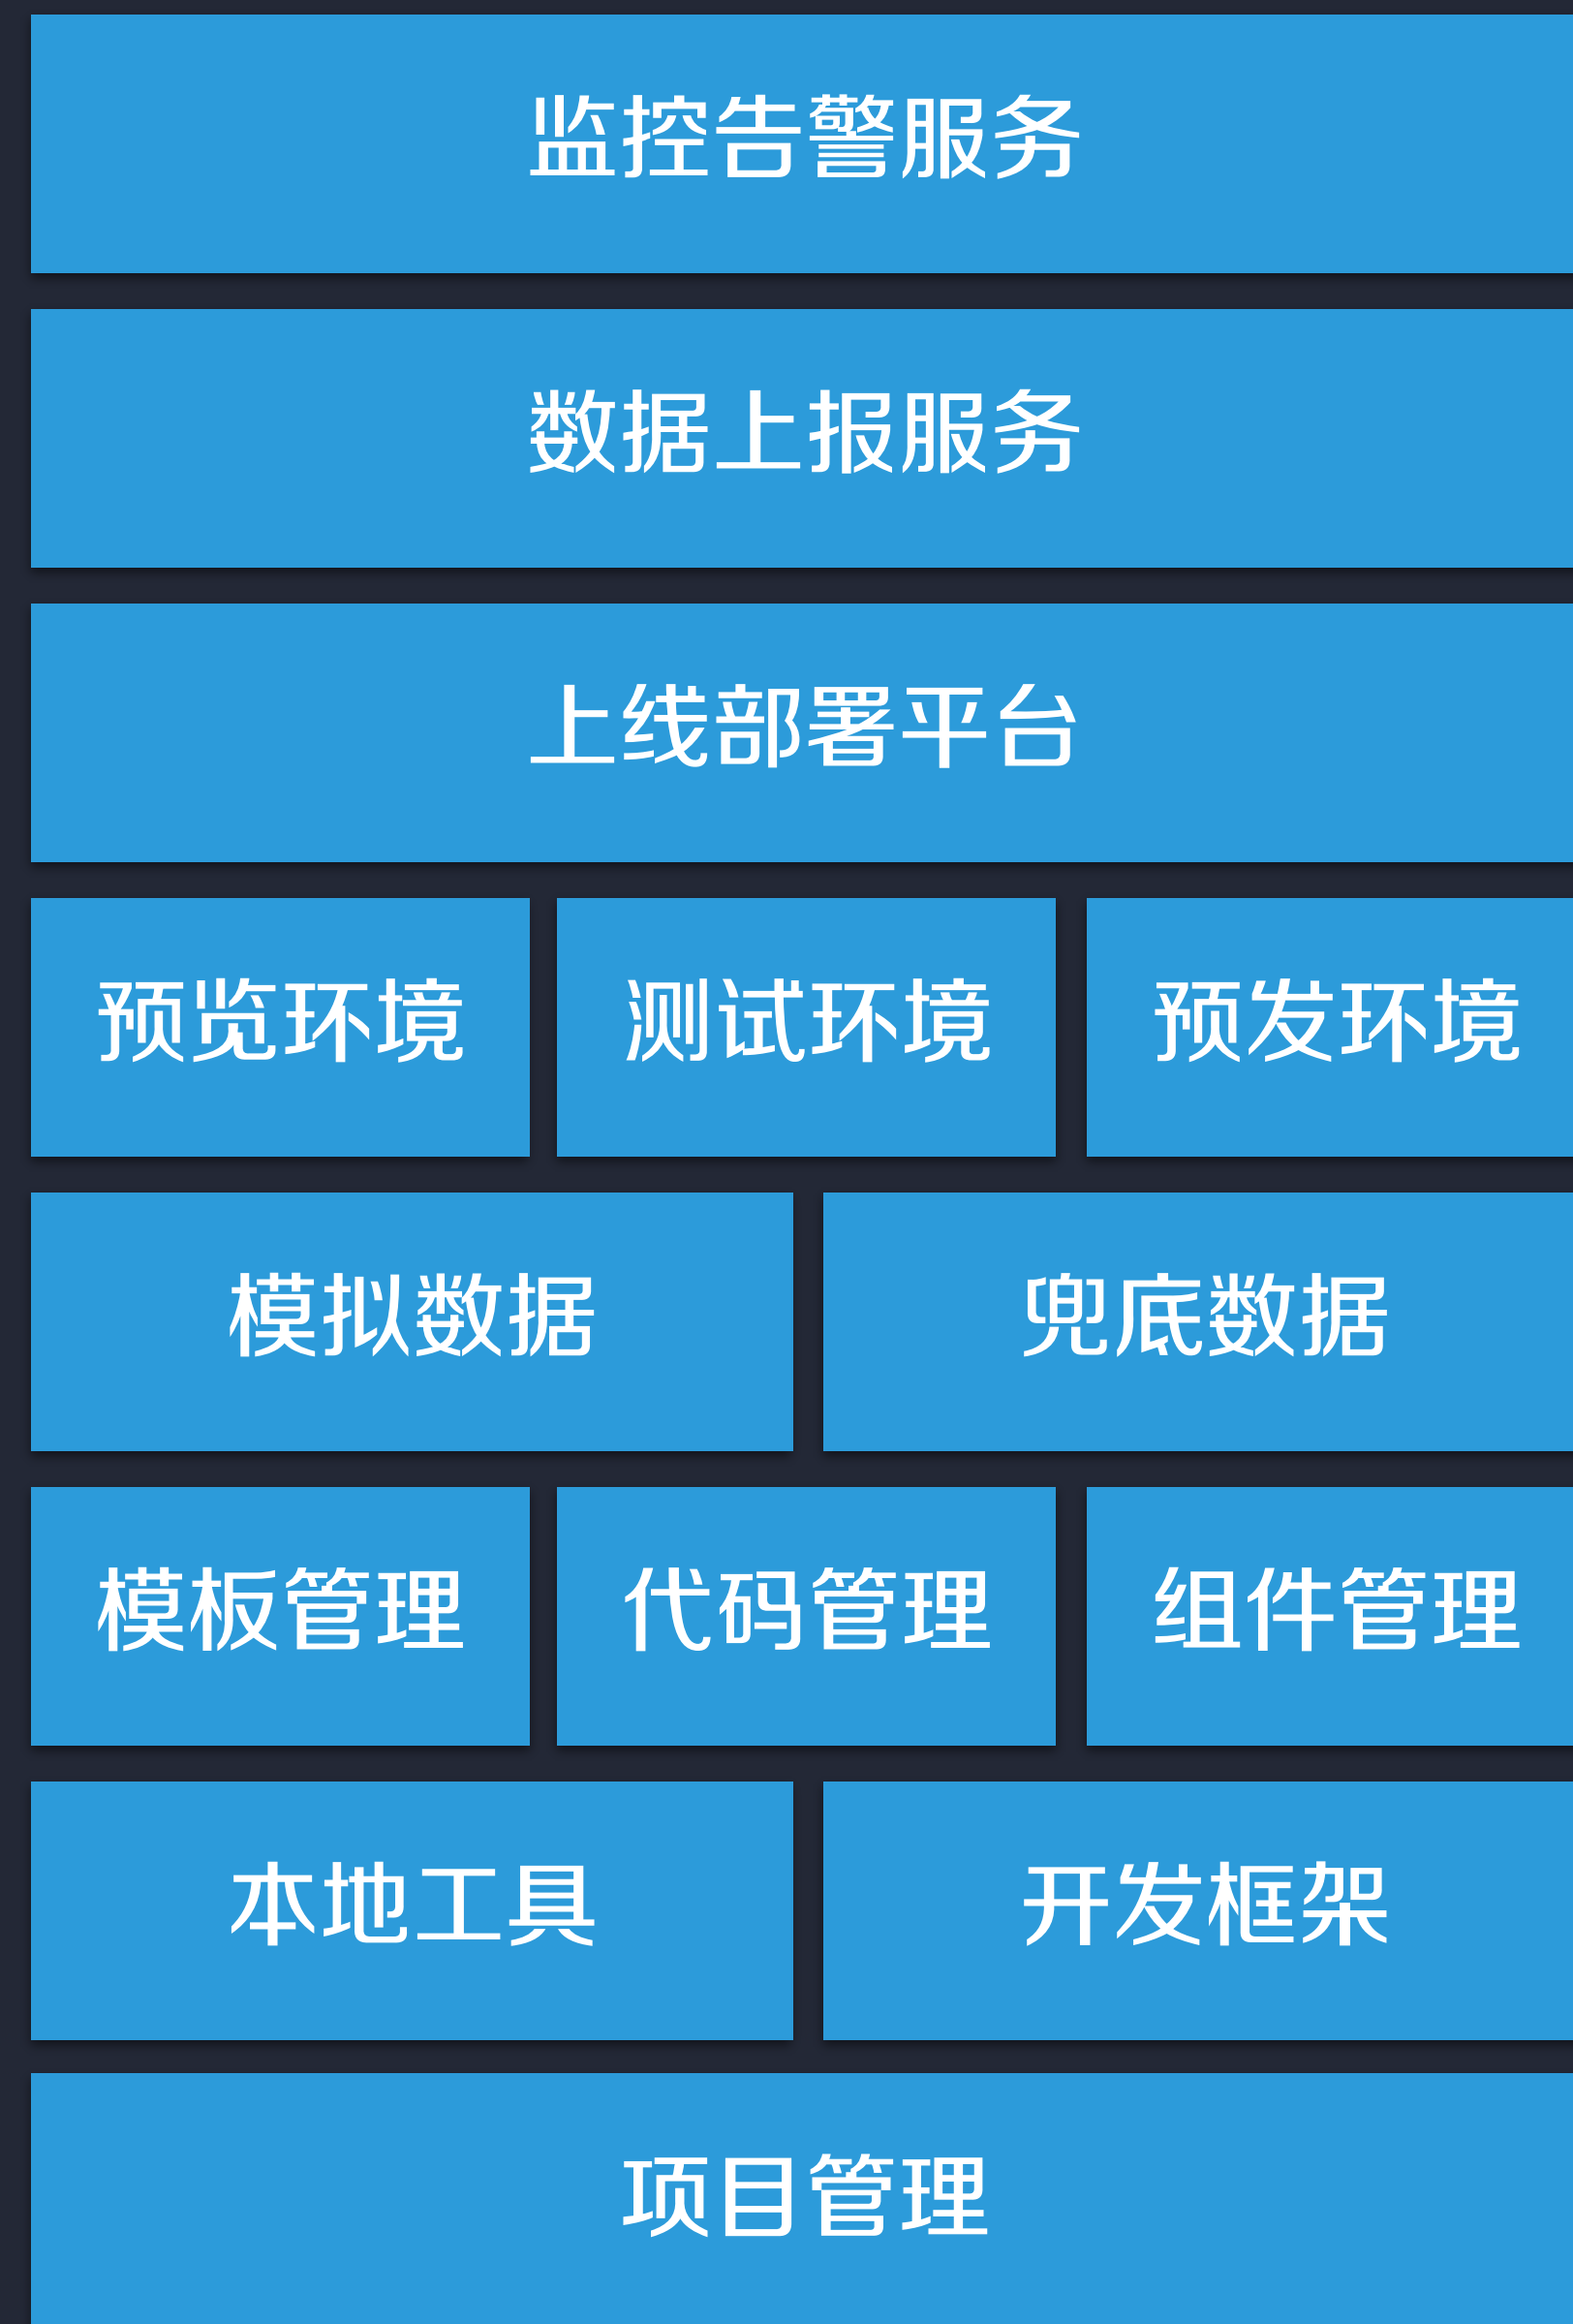 监控告警服务
数据上报服务
上线部署平台
预览环境 测试环境 预发环境
模拟数据 兜底数据
模板管理 代码管理 组件管理
本地工具 开发框架
项目管理